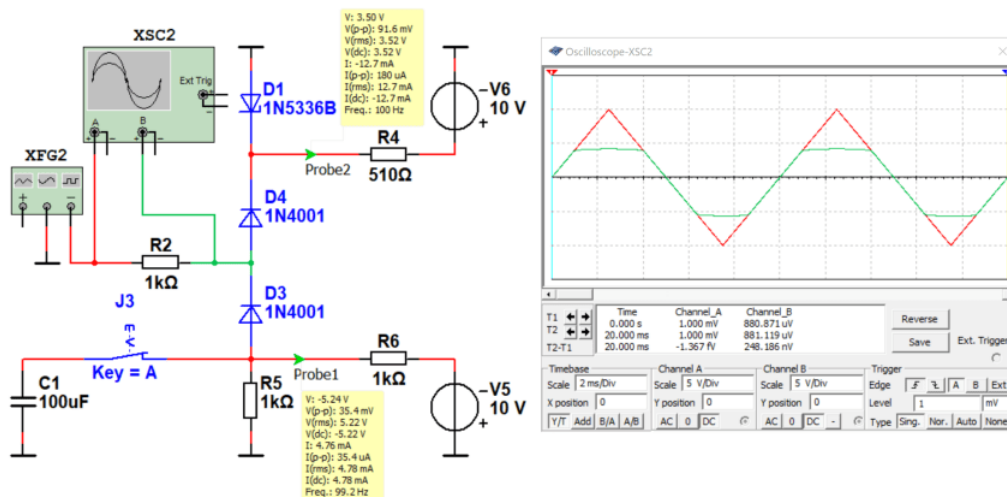 XSC2
Ext Trig
A
B
XFG2
V: 3.50 V
V(p-p): 91.6 mV
V(rms): 3.52 V
V(dc): 3.52 V
I: -12.7 mA
I(p-p): 180 uA
I(rms): 12.7 mA
I(dc): -12.7 mA
Freq.: 100 Hz
D1
1N5336B
V6
10 V
R4
510Ω
Probe2
D4
1N4001
R2
1kΩ
D3
1N4001
J3
Key = A
C1
100uF
R6
1kΩ
Probe1
R5
1kΩ
V5
10 V
V: -5.24 V
V(p-p): 35.4 mV
V(rms): 5.22 V
V(dc): -5.22 V
I: 4.76 mA
I(p-p): 35.4 uA
I(rms): 4.78 mA
I(dc): 4.78 mA
Freq.: 99.2 Hz
Oscilloscope-XSC2
Time Channel_A Channel_B
T1 0.000 s 1.000 mV 880.871 uV
T2 20.000 ms 1.000 mV 881.119 uV
T2-T1 20.000 ms -1.367 fV 248.186 nV
Reverse
Save
Ext. Trigger
Timebase
Scale 2 ms/Div
X position 0
Y/T Add B/A A/B
Channel A
Scale 5 V/Div
Y position 0
AC 0 DC
Channel B
Scale 5 V/Div
Y position 0
AC 0 DC -
Trigger
Edge A B Ext
Level 1 mV
Type Sing. Nor. Auto None